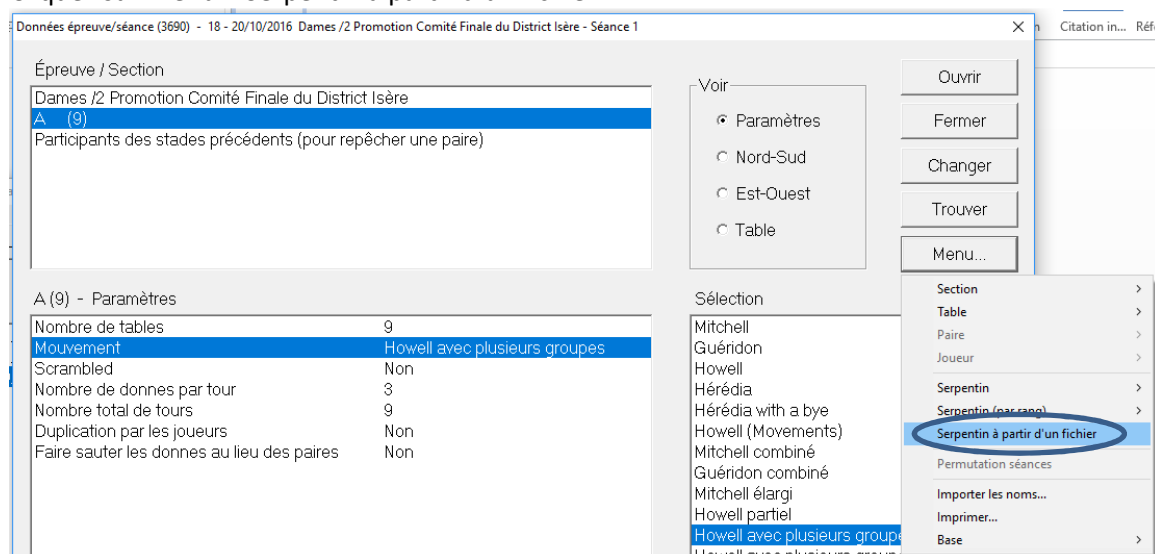 Données épreuve/séance (3690) - 18 - 20/10/2016 Dames /2 Promotion Comité Finale du District Isère - Séance 1
Citation in... Réf
Épreuve / Section
Dames /2 Promotion Comité Finale du District Isère
A (9)
Participants des stades précédents (pour repêcher une paire)
Voir
Paramètres
Nord-Sud
Est-Ouest
Table
Ouvrir
Fermer
Changer
Trouver
Menu...
A (9) - Paramètres
Nombre de tables 9
Mouvement Howell avec plusieurs groupes
Scrambled Non
Nombre de donnes par tour 3
Nombre total de tours 9
Duplication par les joueurs Non
Faire sauter les donnes au lieu des paires Non
Sélection
Mitchell
Guéridon
Howell
Hérédia
Hérédia with a bye
Howell (Movements)
Mitchell combiné
Guéridon combiné
Mitchell élargi
Howell partiel
Howell avec plusieurs groupe
Section
Table
Paire
Joueur
Serpentin
Serpentin (par rang)
Serpentin à partir d'un fichier
Permutation séances
Importer les noms...
Imprimer...
Base